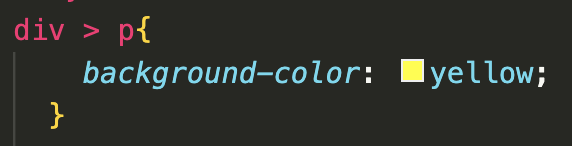 div > p{
background-color: yellow;
}